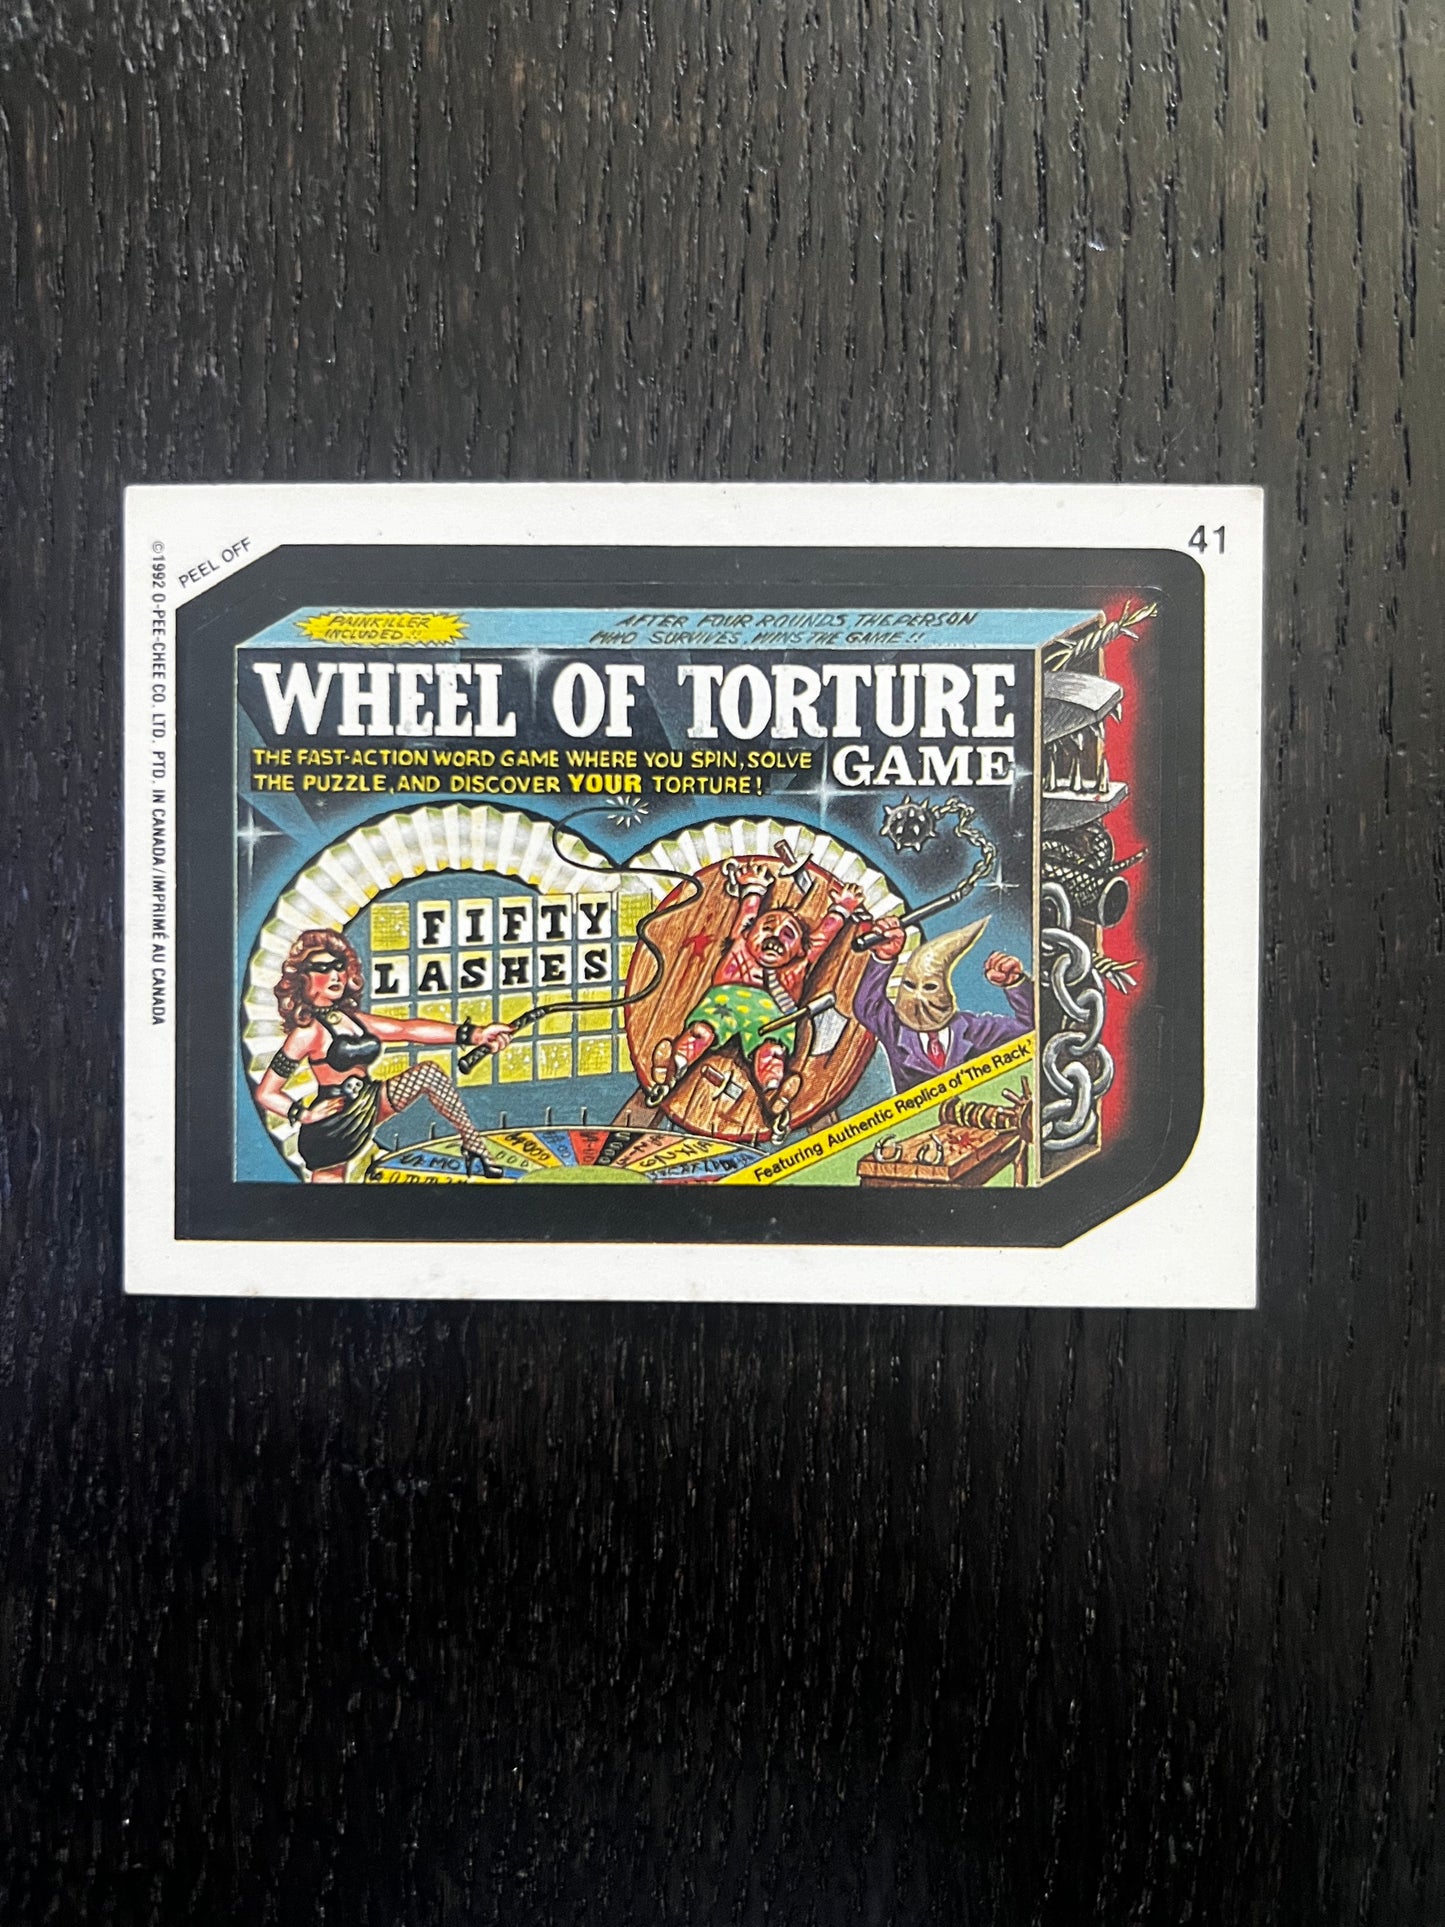 41
PEEL OFF
©1992 O-PEE-CHEE CO. LTD. PTD. IN CANADA/IMPRIMÉ AU CANADA
PAINKILLER
INCLUDED!!
AFTER FOUR ROUNDS, THE PERSON
WHO SURVIVES, WINS THE GAME!!
WHEEL OF TORTURE
GAME
THE FAST-ACTION WORD GAME WHERE YOU SPIN, SOLVE
THE PUZZLE, AND DISCOVER YOUR TORTURE!
FIFTY
LASHES
Featuring Authentic Replica of 'The Rack'